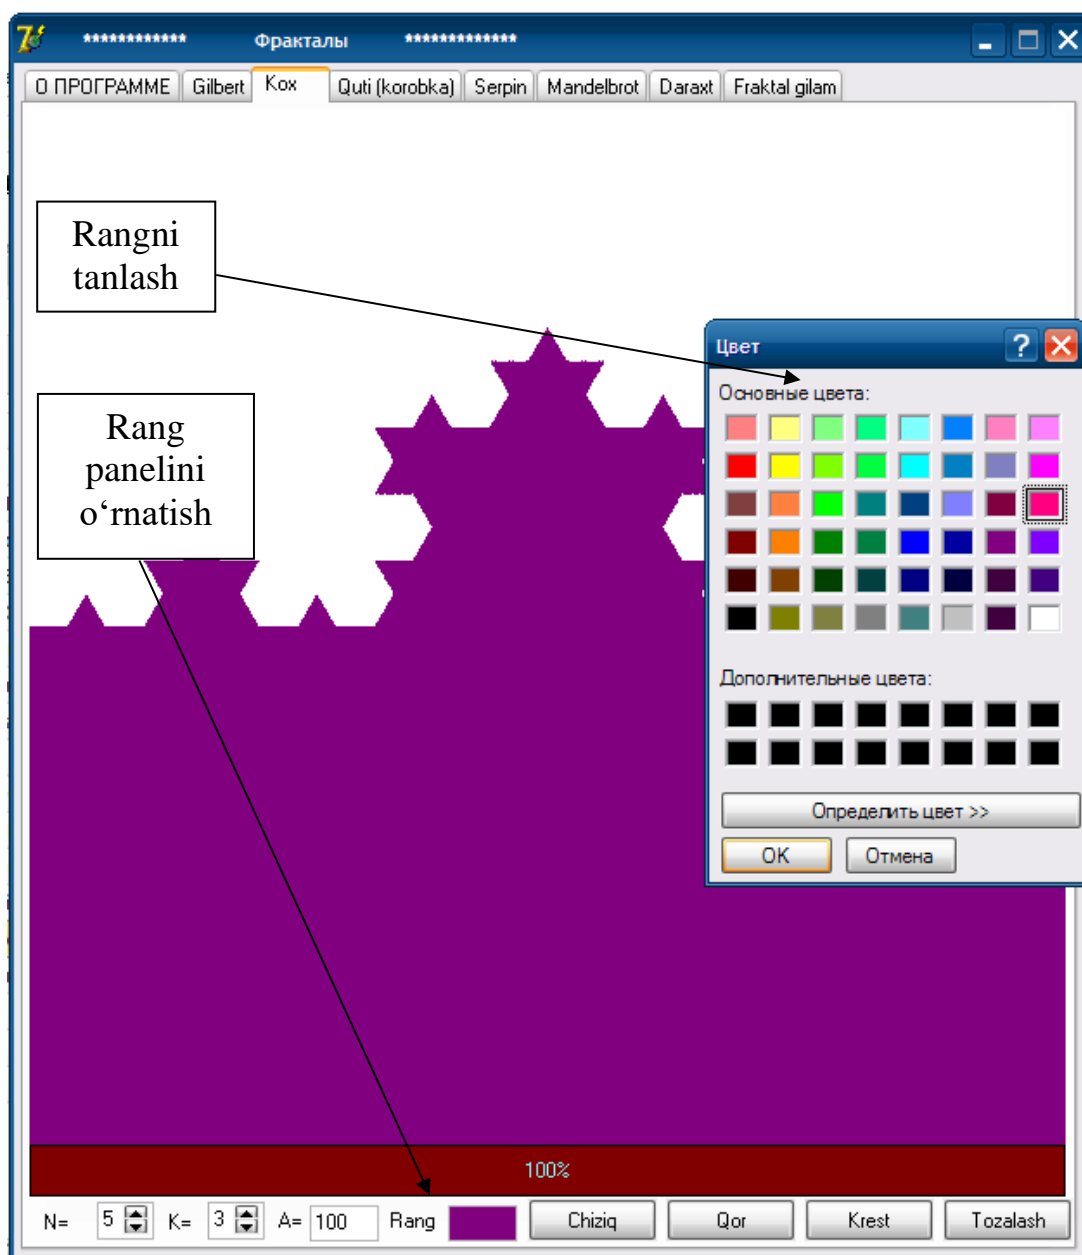 ************ Фракталы *************
О ПРОГРАММЕ Gilbert Кох Quti (korobka) Serpin Mandelbrot Daraxt Fraktal gilam
Rangni
tanlash
Цвет
Основные цвета:
Rang
panelini
o‘rnatish
Дополнительные цвета:
Определить цвет >>
OK Отмена
100%
N= 5 K= 3 A= 100 Rang Chiziq Qor Krest Tozalash